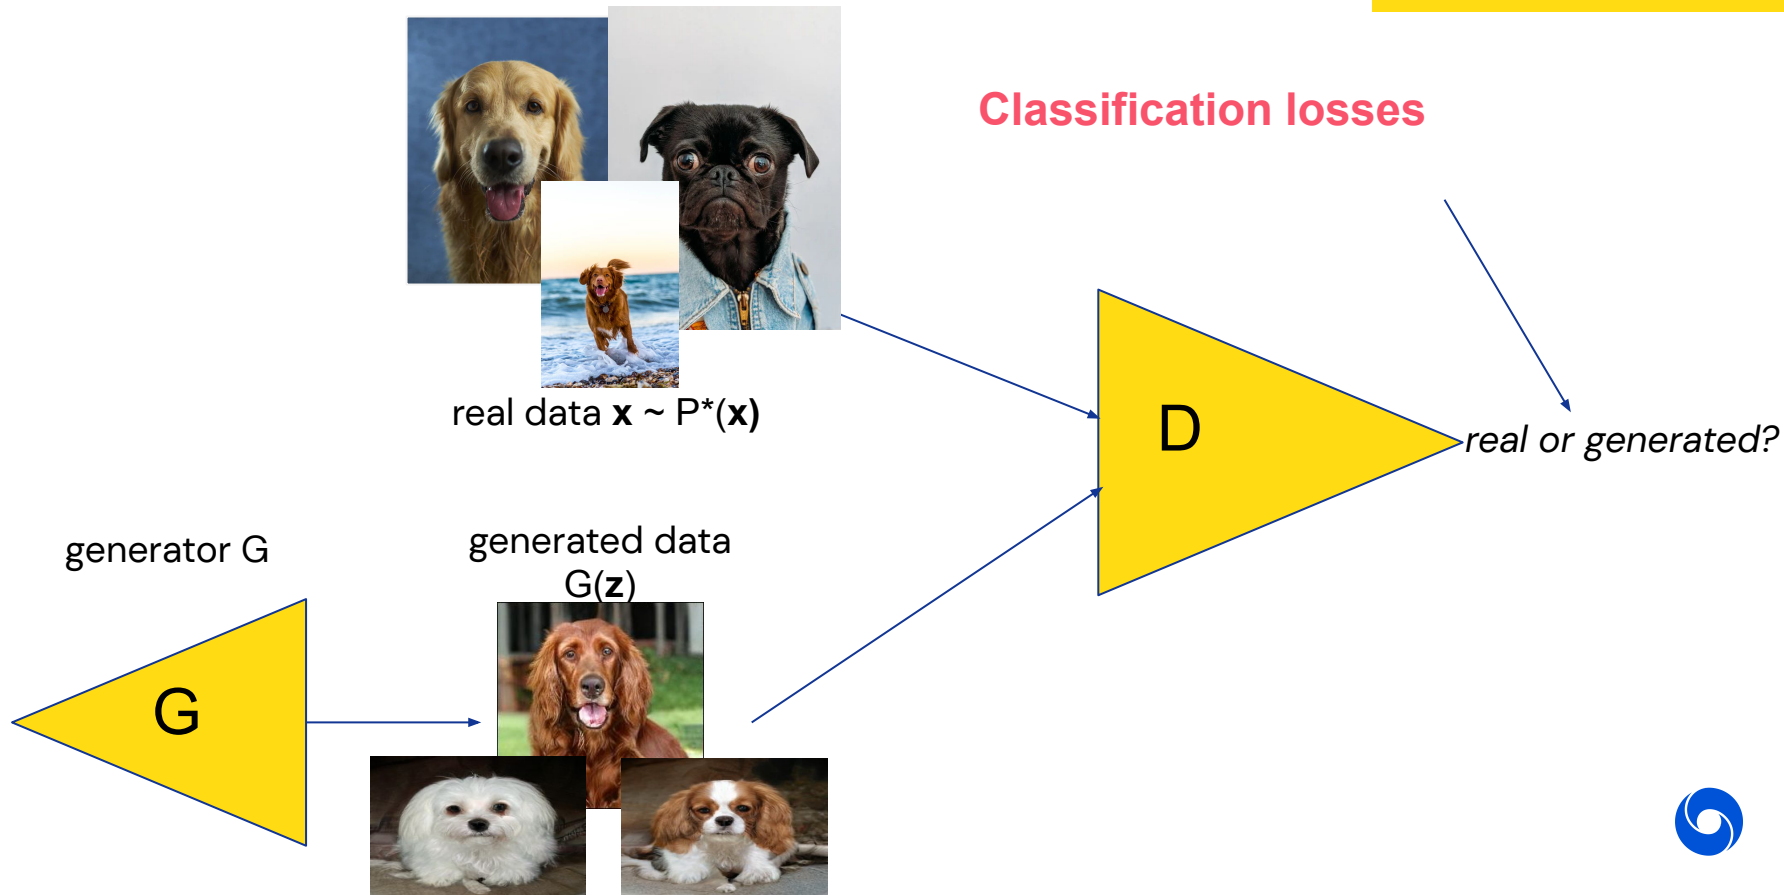 Classification losses
real data x ~ P*(x)
D
real or generated?
generator G
generated data
G(z)
G